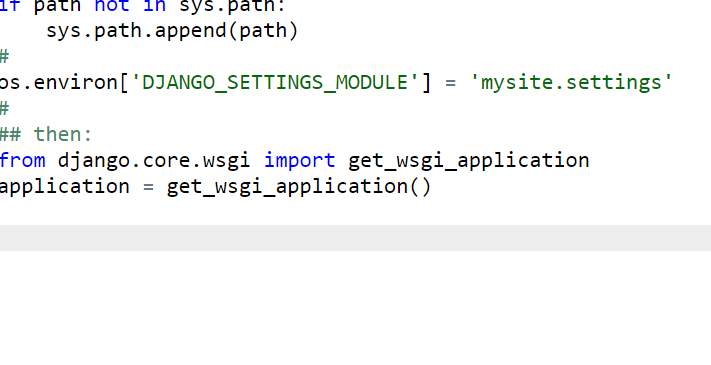 if path not in sys.path:
    sys.path.append(path)
#
os.environ['DJANGO_SETTINGS_MODULE'] = 'mysite.settings'
#
## then:
from django.core.wsgi import get_wsgi_application
application = get_wsgi_application()